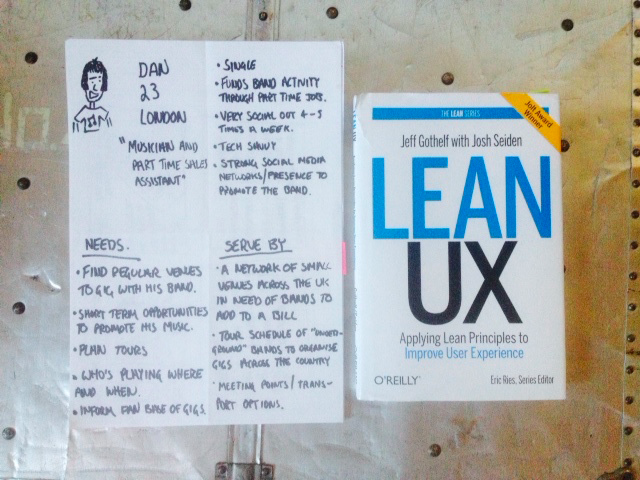 DAN
23
LONDON
"MUSICIAN AND
PART TIME SALES
ASSISTANT"
• SINGLE
• FUNDS BAND ACTIVITY
THROUGH PART TIME JOB.
• VERY SOCIAL OUT 4-5
TIMES A WEEK.
• TECH SAVVY
• STRONG SOCIAL MEDIA
NETWORKS/PRESENCE TO
PROMOTE THE BAND.
NEEDS.
• FIND REGULAR VENUES
TO GIG WITH HIS BAND.
• SHORT TERM OPPORTUNITIES
TO PROMOTE HIS MUSIC.
• PLAN TOURS
• WHO'S PLAYING WHERE
AND WHEN.
• INFORM FAN BASE OF GIGS.
SERVE BY
• A NETWORK OF SMALL
VENUES ACROSS THE UK
IN NEED OF BANDS TO
ADD TO A BILL
• TOUR SCHEDULE OF "UNDER-
GROUND" BANDS TO ORGANISE
GIGS ACROSS THE COUNTRY
• MEETING POINTS/TRANS-
PORT OPTIONS.
THE LEAN SERIES
Jolt Award
Winner
Jeff Gothelf with Josh Seiden
LEAN
UX
Applying Lean Principles to
Improve User Experience
O'REILLY
Eric Ries, Series Editor